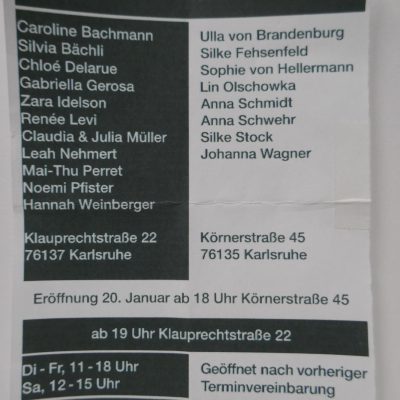 Caroline Bachmann
Silvia Bächli
Chloé Delarue
Gabriella Gerosa
Zara Idelson
Renée Levi
Claudia & Julia Müller
Leah Nehmert
Mai-Thu Perret
Noemi Pfister
Hannah Weinberger
Klauprechtstraße 22
76137 Karlsruhe
Ulla von Brandenburg
Silke Fehsenfeld
Sophie von Hellermann
Lin Olschowka
Anna Schmidt
Anna Schwehr
Silke Stock
Johanna Wagner
Körnerstraße 45
76135 Karlsruhe
Eröffnung 20. Januar ab 18 Uhr Körnerstraße 45
ab 19 Uhr Klauprechtstraße 22
Di - Fr, 11 - 18 Uhr
Sa, 12 - 15 Uhr
Geöffnet nach vorheriger
Terminvereinbarung